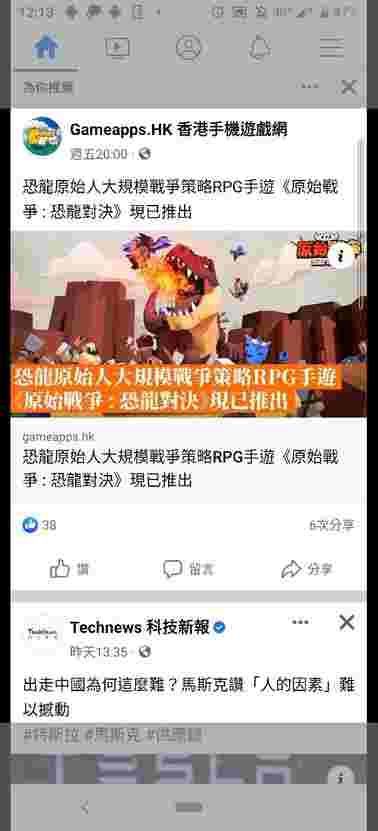 12:13
為你推薦
Gameapps.HK 香港手機遊戲網
週五20:00 ·
恐龍原始人大規模戰爭策略RPG手遊《原始戰
爭 : 恐龍對決》現已推出
恐龍原始人大規模戰爭策略RPG手遊
《原始戰爭 : 恐龍對決》現已推出！
gameapps.hk
恐龍原始人大規模戰爭策略RPG手遊《原始戰
爭 : 恐龍對決》現已推出
38
6次分享
讚
留言
分享
Technews 科技新報
昨天13:35 ·
出走中國為何這麼難？馬斯克讚「人的因素」難
以撼動
#特斯拉 #馬斯克 #供應鏈
TESLA